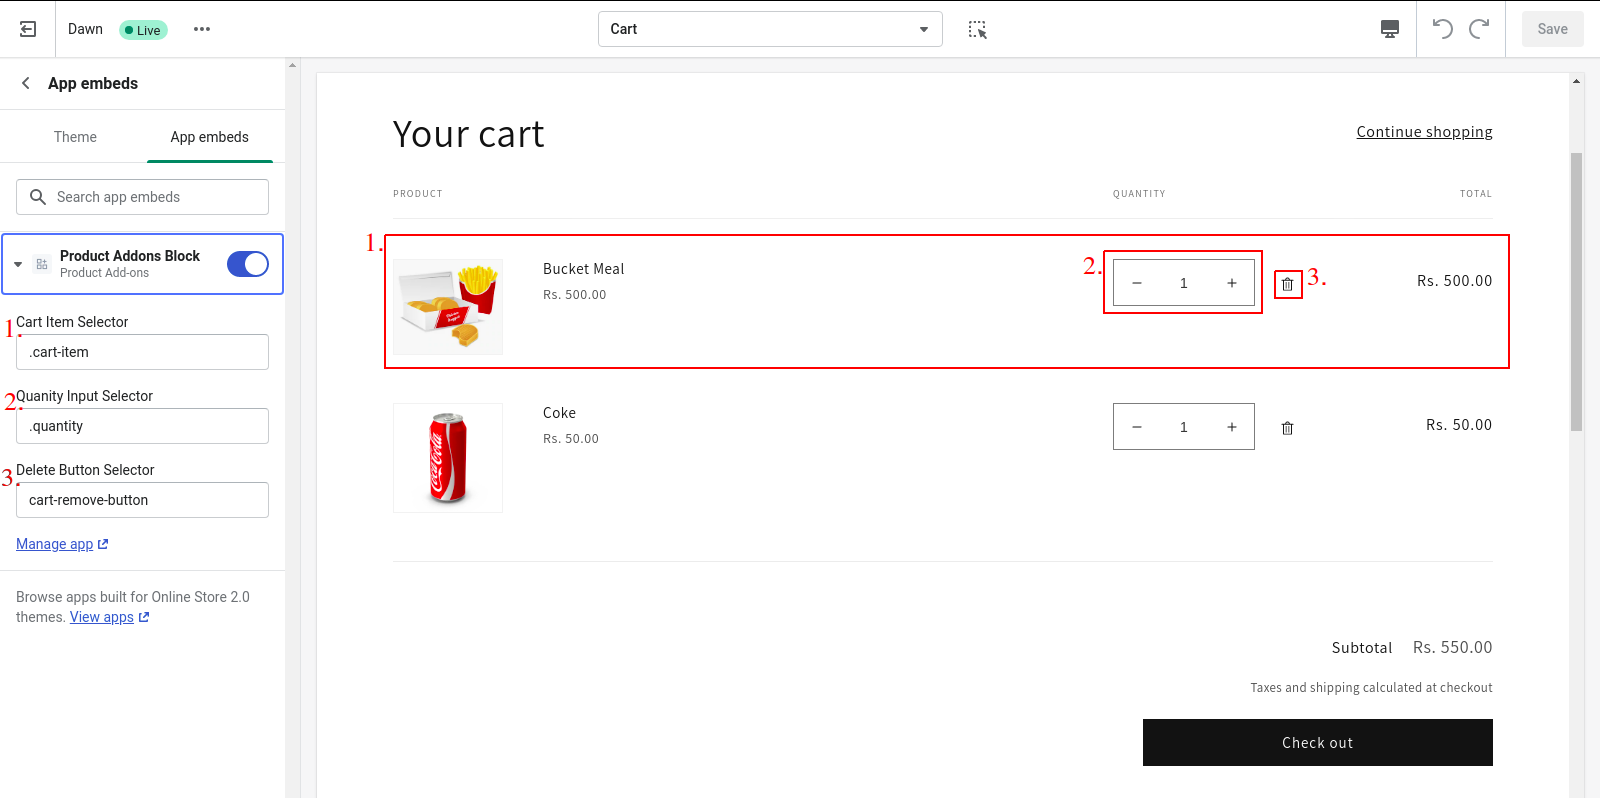 Dawn
Live
Cart
Save
App embeds
Theme
App embeds
Search app embeds
Product Addons Block
Product Add-ons
1.
Cart Item Selector
.cart-item
2.
Quanity Input Selector
.quantity
3.
Delete Button Selector
cart-remove-button
Manage app
Browse apps built for Online Store 2.0
themes. View apps
Your cart
Continue shopping
PRODUCT
QUANTITY
TOTAL
1.
Bucket Meal
Rs. 500.00
2.
1
3.
Rs. 500.00
Coca-Cola
Coke
Rs. 50.00
1
Rs. 50.00
Subtotal
Rs. 550.00
Taxes and shipping calculated at checkout
Check out